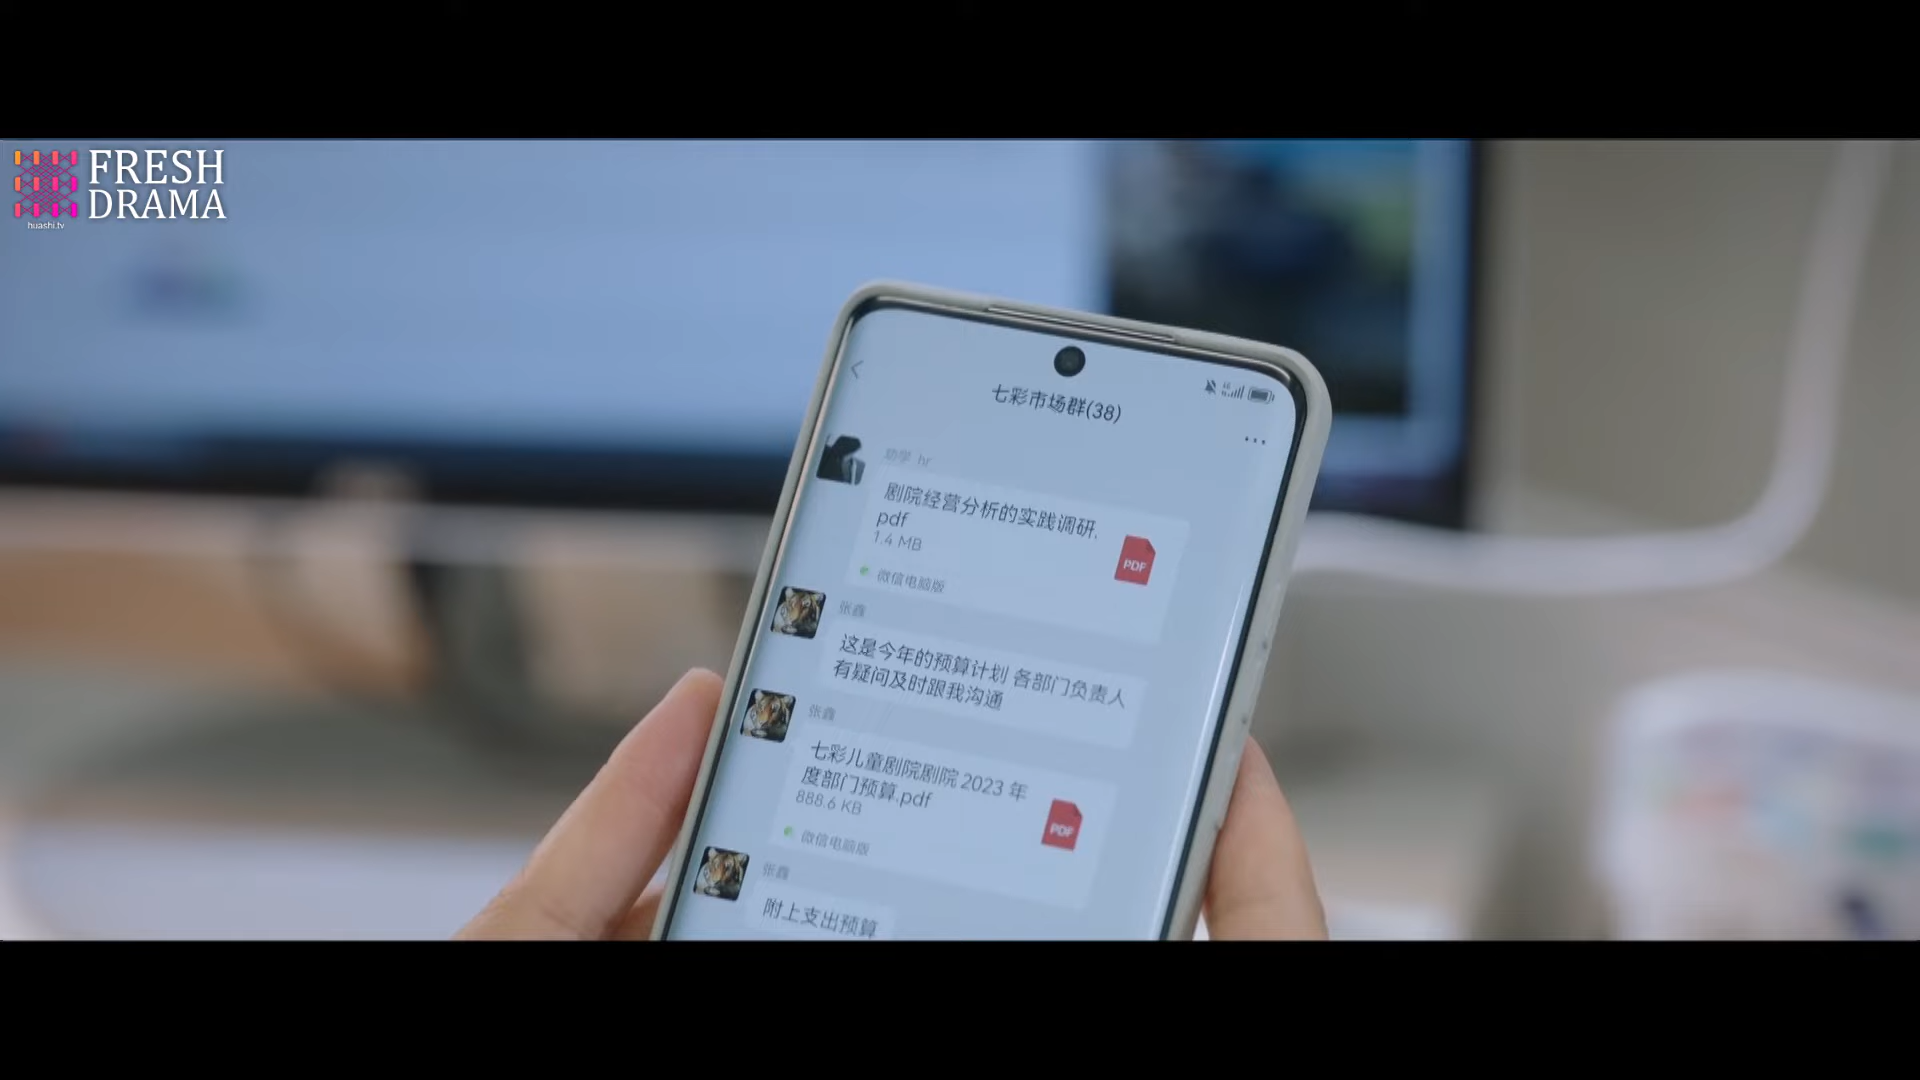 FRESH
DRAMA
huashi.tv
七彩市场群(38)
hr
剧院经营分析的实践调研.
pdf
1.4 MB
PDF
微信电脑版
张鑫
这是今年的预算计划 各部门负责人
有疑问及时跟我沟通
张鑫
七彩儿童剧院剧院 2023 年
度部门预算.pdf
888.6 KB
PDF
微信电脑版
张鑫
附上支出预算